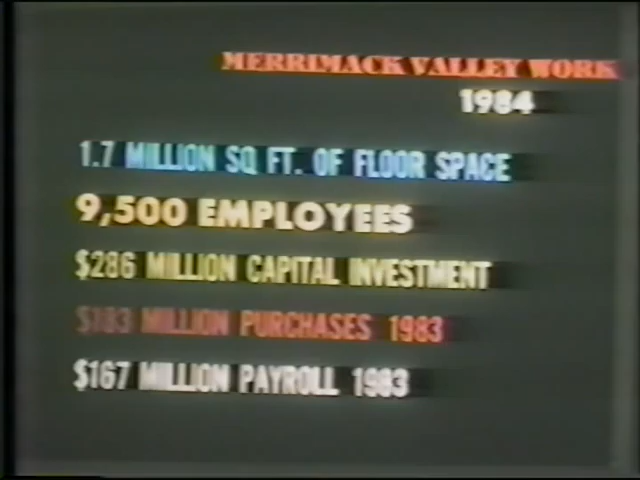 MERRIMACK VALLEY WORK
1984
1.7 MILLION SQ FT. OF FLOOR SPACE
9,500 EMPLOYEES
$286 MILLION CAPITAL INVESTMENT
$183 MILLION PURCHASES 1983
$167 MILLION PAYROLL 1983